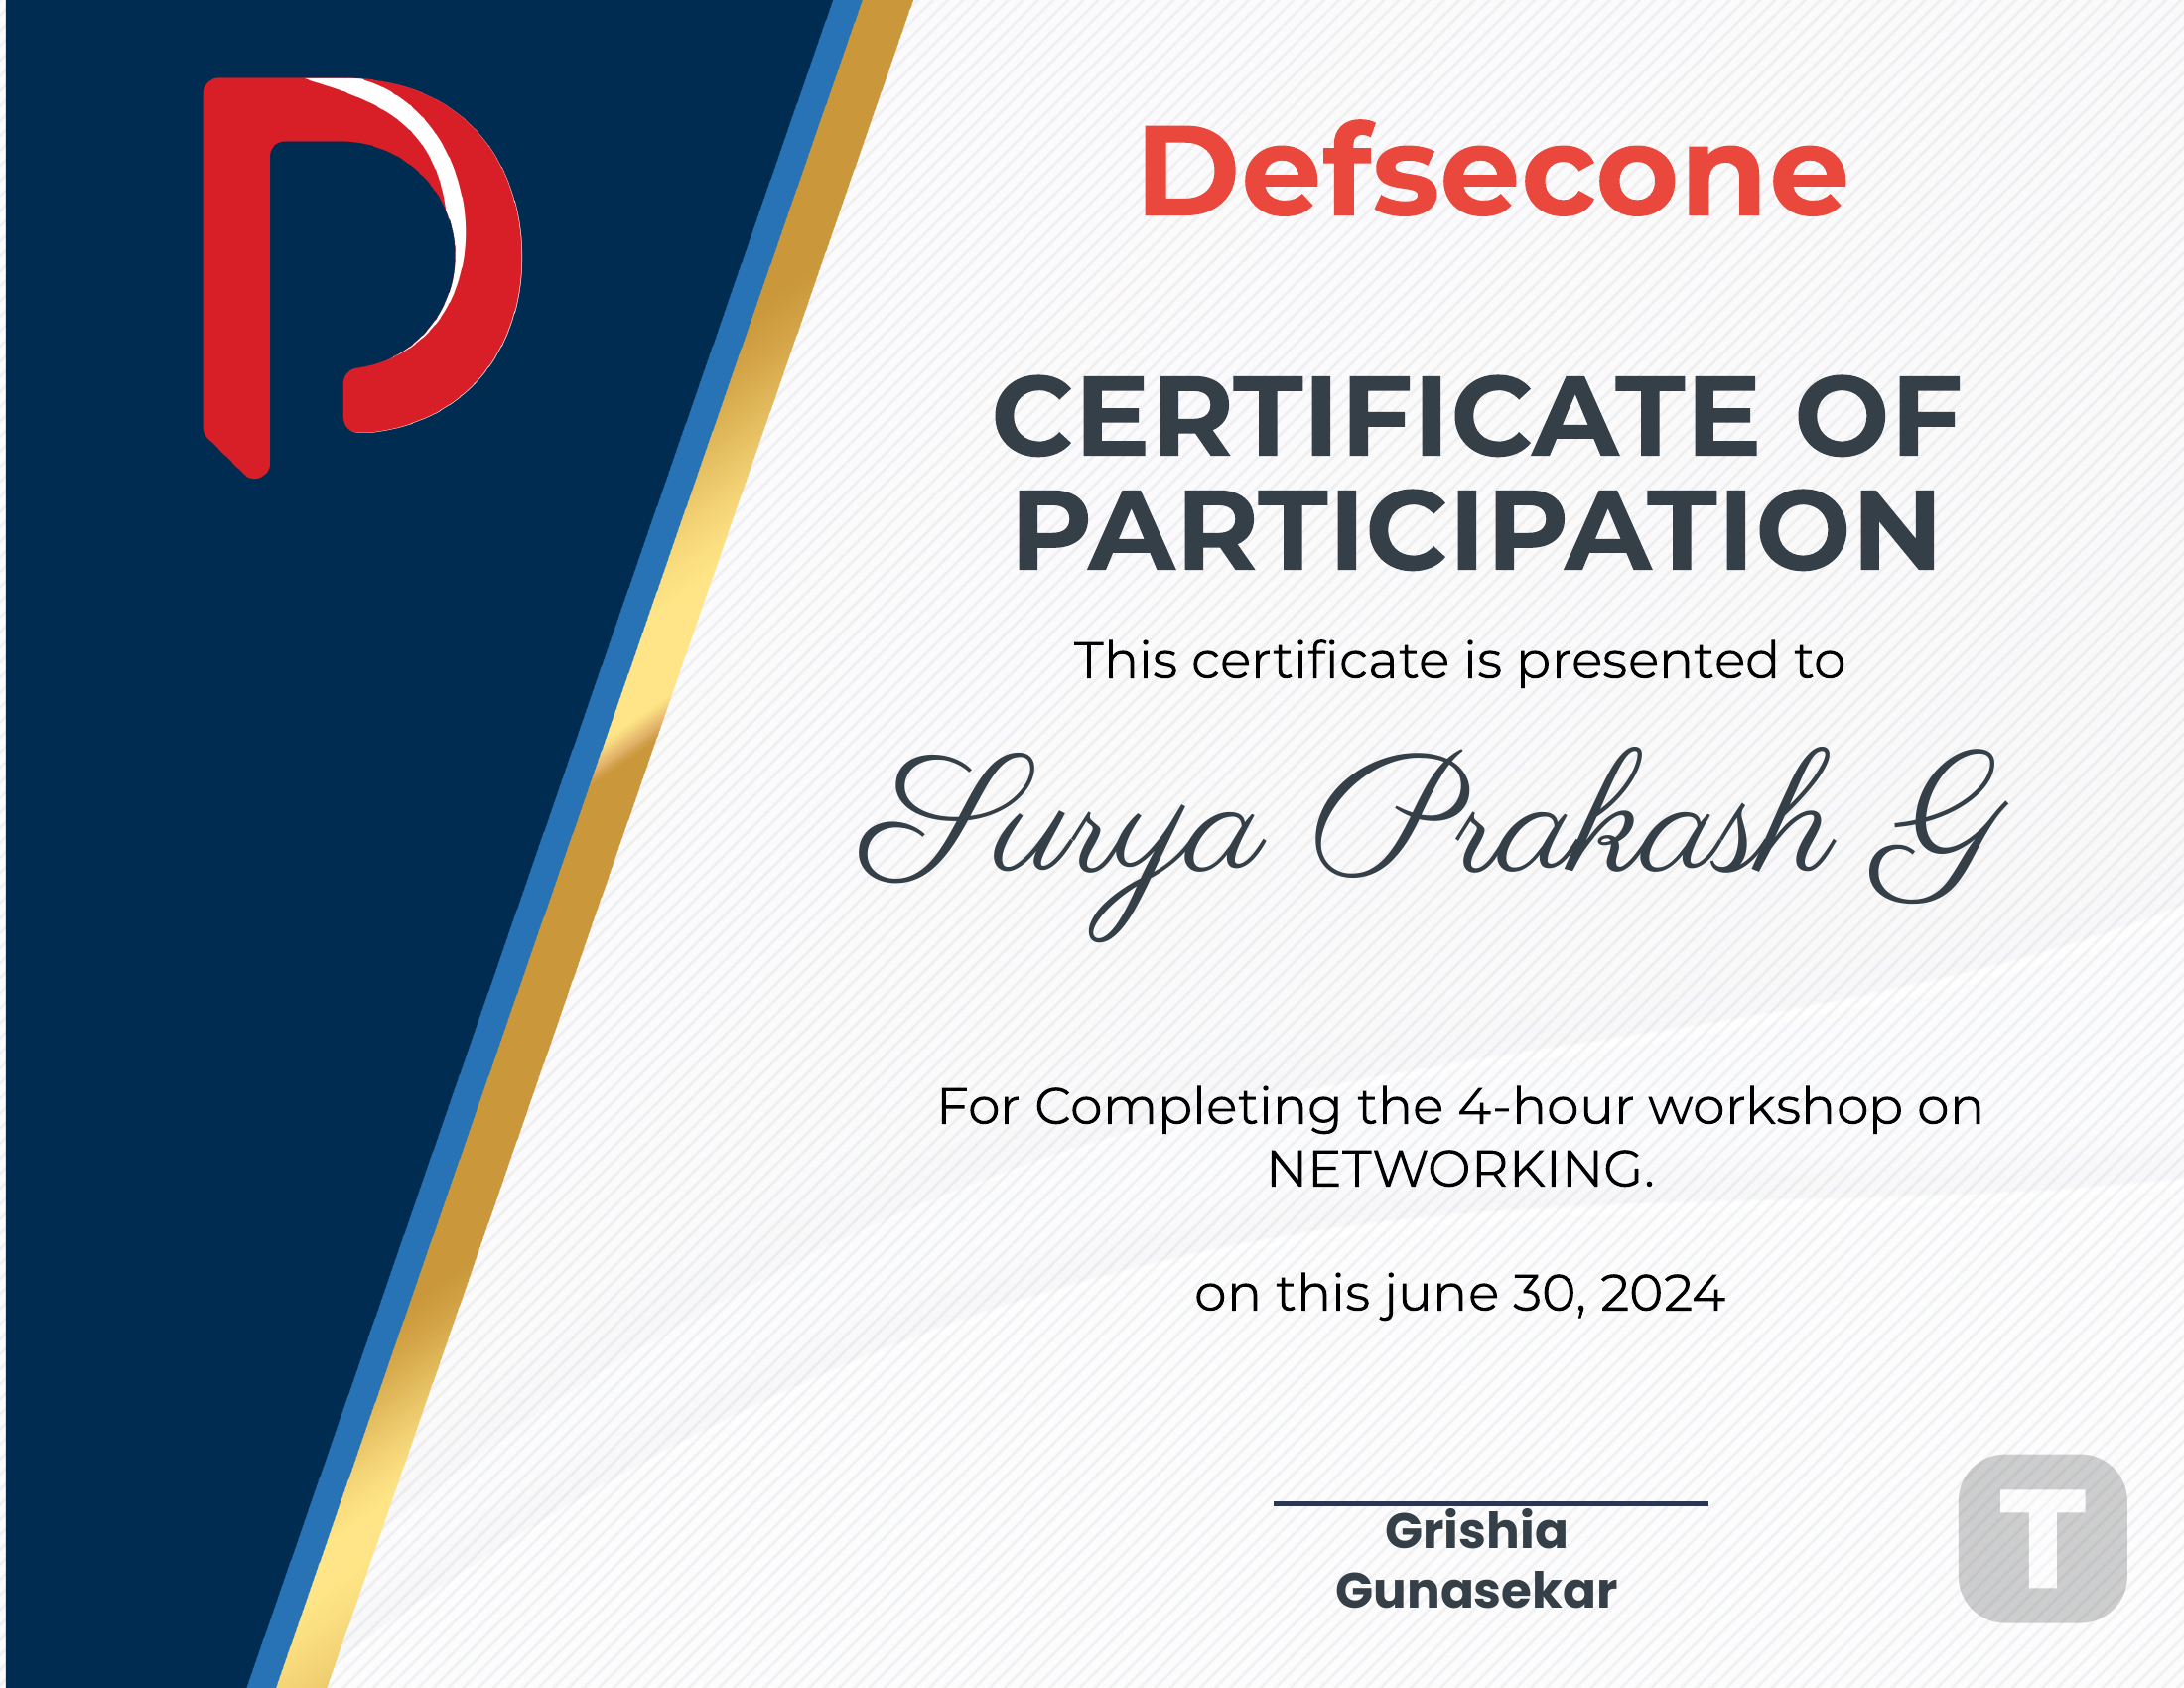 Defsecone
CERTIFICATE OF
PARTICIPATION
This certificate is presented to
Surya Prakash G
For Completing the 4-hour workshop on
NETWORKING.
on this june 30, 2024
Grishia
Gunasekar
T